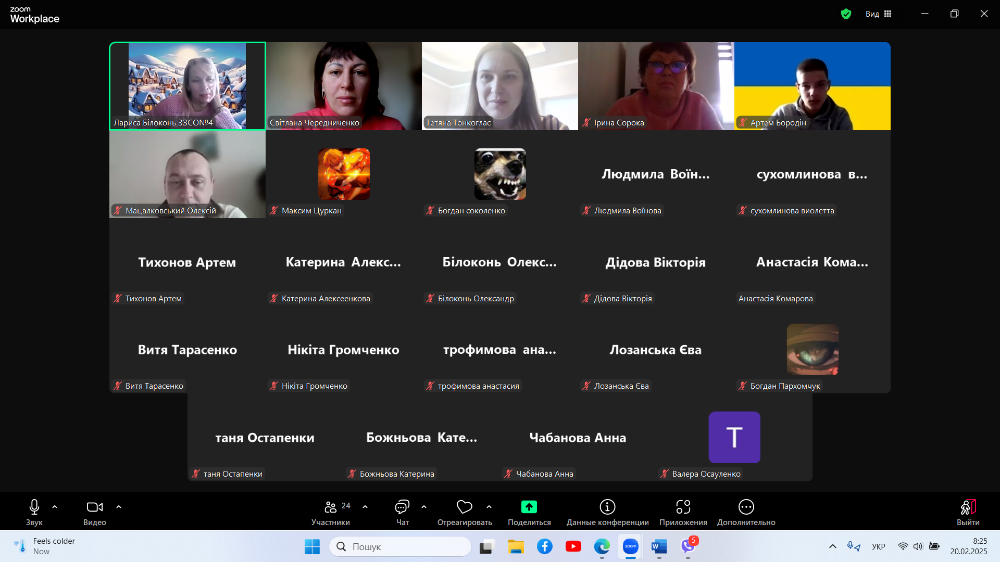 zoom
Workplace
Вид
Лариса Білоконь ЗЗСО№4
Світлана Чередниченко
Тетяна Тонкоглас
Ірина Сорока
Артем Бородін
Людмила Воїн...
сухомлинова в...
Мацалковський Олексій
Максим Цуркан
Богдан соколенко
Людмила Воїнова
сухомлинова виолетта
Тихонов Артем
Катерина Алекс...
Білоконь Олекс...
Дідова Вікторія
Анастасія Кома...
Тихонов Артем
Катерина Алексеенкова
Білоконь Олександр
Дідова Вікторія
Анастасія Комарова
Витя Тарасенко
Нікіта Громченко
трофимова ана...
Лозанська Єва
Витя Тарасенко
Нікіта Громченко
трофимова анастасия
Лозанська Єва
Богдан Пархомчук
таня Остапенки
Божньова Кате...
Чабанова Анна
Т
таня Остапенки
Божньова Катерина
Чабанова Анна
Валера Осауленко
24
Звук
Видео
Участники
Чат
Отреагировать
Поделиться
Данные конференции
Приложения
Дополнительно
Выйти
Feels colder
Now
Пошук
zoom
W
5
УКР
8:25
20.02.2025